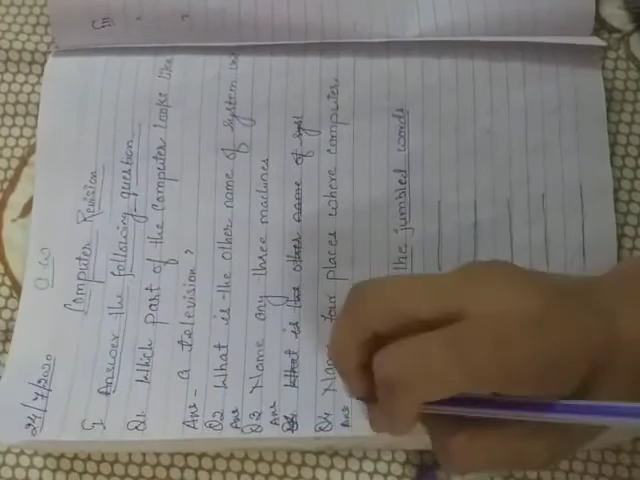 24/7/2020
C.W
Computer Revision
I Answer the following question
Q1. Which part of the Computer looks like
Ans - a television?
Q2 What is the other name of system
Ans
Q3 Name any three machines
Ans
Q4 What is the other name of syst
Q4 Name four places where computer
Ans
the jumbled words
III